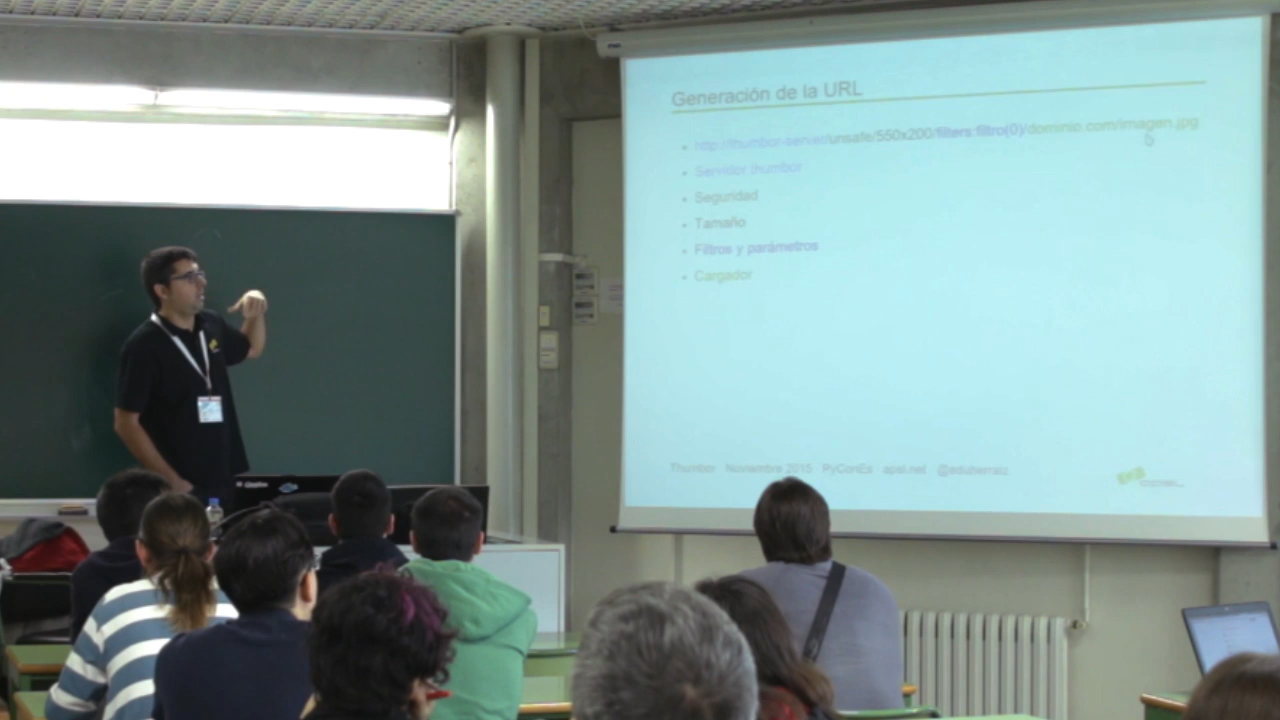 Generación de la URL
http://thumbor-server/unsafe/550x200/filters:filtro(0)/dominio.com/imagen.jpg
Servidor thumbor
Seguridad
Tamaño
Filtros y parámetros
Cargador
Thumbor Noviembre 2015 PyConEs apsl.net @eduherraiz